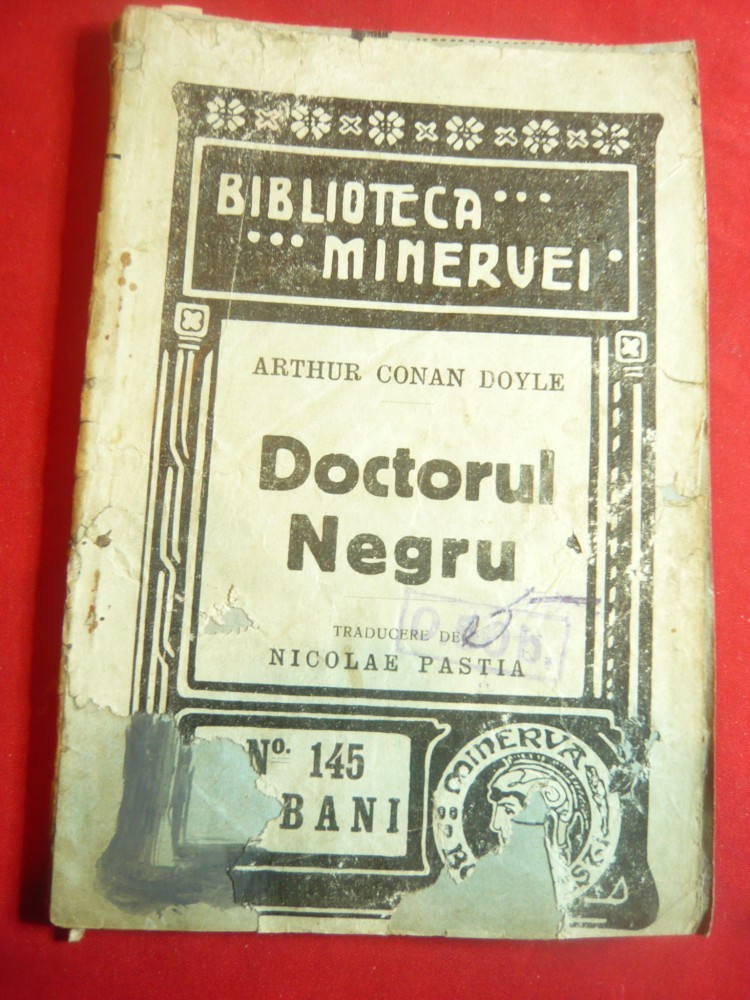 BIBLIOTECA
MINERVEI
ARTHUR CONAN DOYLE
Doctorul
Negru
TRADUCERE DE
NICOLAE PASTIA
No. 145
BANI
MINERVA